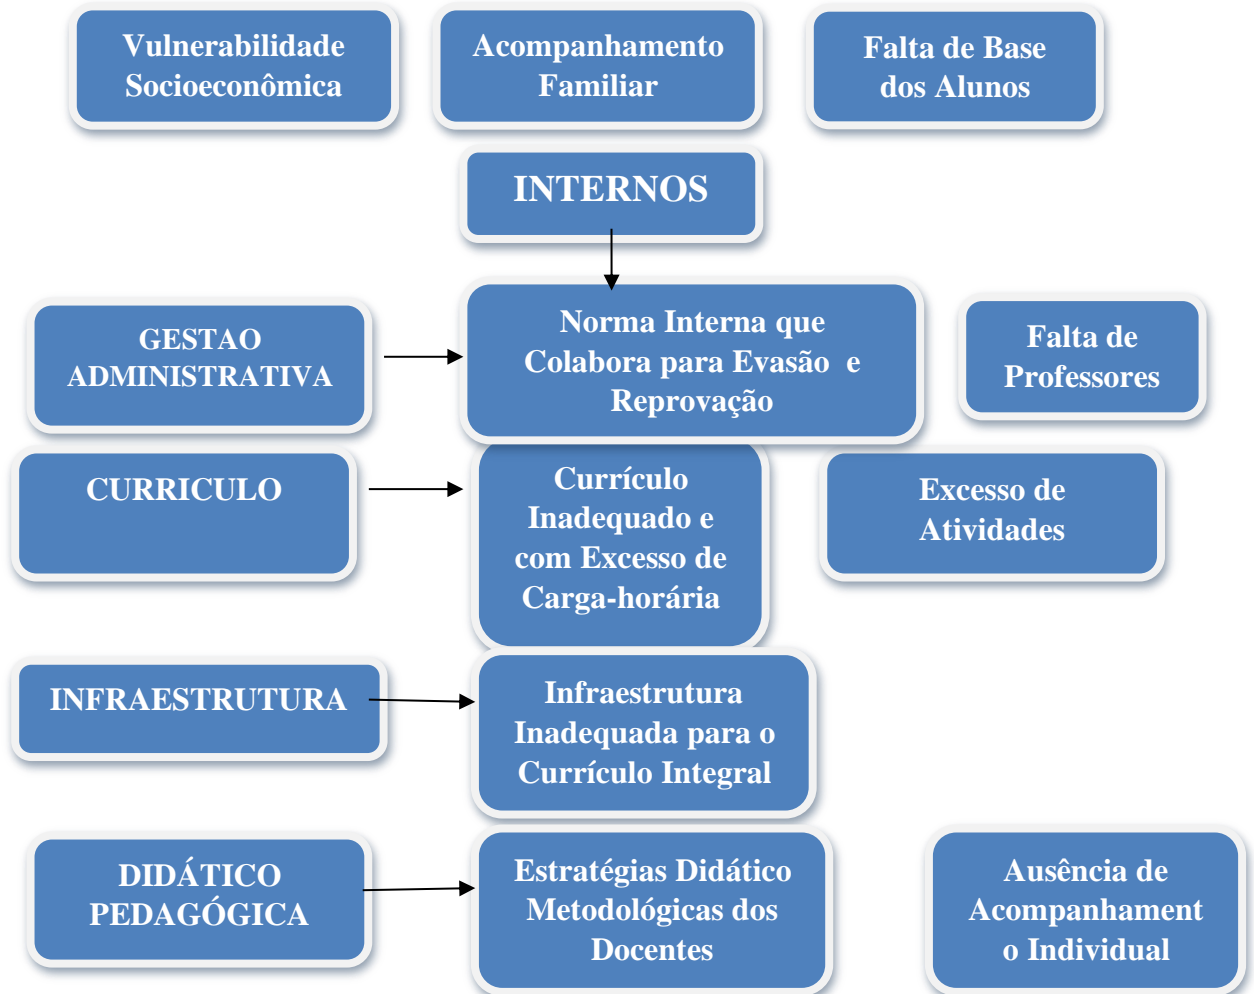 Vulnerabilidade
Socioeconômica
Acompanhamento
Familiar
Falta de Base
dos Alunos
INTERNOS
GESTAO
ADMINISTRATIVA
Norma Interna que
Colabora para Evasão e
Reprovação
Falta de
Professores
CURRICULO
Currículo
Inadequado e
com Excesso de
Carga-horária
Excesso de
Atividades
INFRAESTRUTURA
Infraestrutura
Inadequada para o
Currículo Integral
DIDÁTICO
PEDAGÓGICA
Estratégias Didático
Metodológicas dos
Docentes
Ausência de
Acompanhament
o Individual